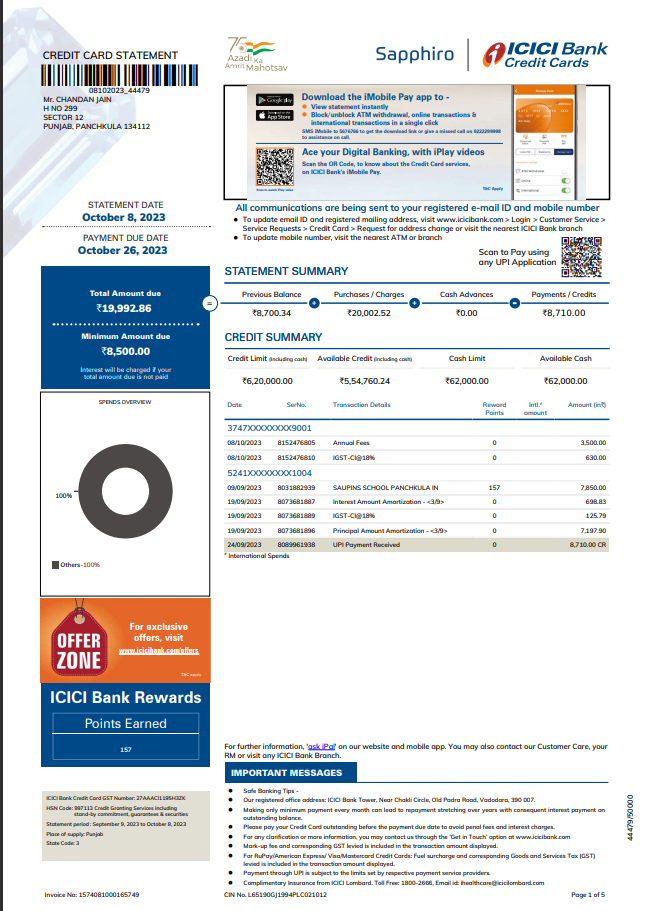 CREDIT CARD STATEMENT
08102023_44479
Mr. CHANDAN JAIN
H NO 299
SECTOR 12
PUNJAB, PANCHKULA 134112
75 Azadi Ka
Amrit Mahotsav
Sapphiro
ICICI Bank
Credit Cards
Google play
App Store
Download the iMobile Pay app to -
View statement instantly
Block/unblock ATM withdrawal, online transactions &
international transactions in a single click
SMS iMobile to 5676766 to get the download link or give a missed call on 9222299998
to assistance on call.
Ace your Digital Banking, with iPlay videos
Scan the QR Code, to know about the Credit Card services,
on ICICI Bank's iMobile Pay.
T&C Apply
STATEMENT DATE
October 8, 2023
PAYMENT DUE DATE
October 26, 2023
All communications are being sent to your registered e-mail ID and mobile number
● To update email ID and registered mailing address, visit www.icicibank.com > Login > Customer Service >
Service Requests > Credit Card > Request for address change or visit the nearest ICICI Bank branch
● To update mobile number, visit the nearest ATM or branch
Scan to Pay using
any UPI Application
Total Amount due
₹19,992.86
Minimum Amount due
₹8,500.00
Interest will be charged if your
total amount due is not paid
STATEMENT SUMMARY
= Previous Balance + Purchases / Charges + Cash Advances - Payments / Credits
₹8,700.34 ₹20,002.52 ₹0.00 ₹8,710.00
CREDIT SUMMARY
Credit Limit (Including cash) Available Credit (Including cash) Cash Limit Available Cash
₹6,20,000.00 ₹5,54,760.24 ₹62,000.00 ₹62,000.00
Date SerNo. Transaction Details Reward Points Intl.# amount Amount (in₹)
3747XXXXXXXX9001
08/10/2023 8152476805 Annual Fees 0 3,500.00
08/10/2023 8152476810 IGST-CI@18% 0 630.00
5241XXXXXXXX1004
09/09/2023 8031882939 SAUPINS SCHOOL PANCHKULA IN 157 7,850.00
19/09/2023 8073681887 Interest Amount Amortization - <3/9> 0 698.83
19/09/2023 8073681889 IGST-CI@18% 0 125.79
19/09/2023 8073681896 Principal Amount Amortization - <3/9> 0 7,197.90
24/09/2023 8089961938 UPI Payment Received 0 8,710.00 CR
# International Spends
SPENDS OVERVIEW
100%
Others-100%
OFFER
ZONE
For exclusive
offers, visit
www.icicibank.com/offers
T&C apply
ICICI Bank Rewards
Points Earned
157
For further information, 'ask iPal' on our website and mobile app. You may also contact our Customer Care, your
RM or visit any ICICI Bank Branch.
IMPORTANT MESSAGES
● Safe Banking Tips -
● Our registered office address: ICICI Bank Tower, Near Chakli Circle, Old Padra Road, Vadodara, 390 007.
● Making only minimum payment every month can lead to repayment stretching over years with consequent interest payment on
outstanding balance.
● Please pay your Credit Card outstanding before the payment due date to avoid penal fees and interest charges.
● For any clarification or more information, you may contact us through the 'Get in Touch' option at www.icicibank.com
● Mark-up fee and corresponding GST levied is included in the transaction amount displayed.
● For RuPay/American Express/ Visa/Mastercard Credit Cards: Fuel surcharge and corresponding Goods and Services Tax (GST)
levied is included in the transaction amount displayed.
● Payment through UPI is subject to the limits set by respective payment service providers.
● Complimentary Insurance from ICICI Lombard. Toll Free: 1800-2666, Email id: ihealthcare@icicilombard.com
ICICI Bank Credit Card GST Number: 27AAACI1195H3ZK
HSN Code: 997113 Credit Granting Services including
stand-by commitment, guarantees & securities
Statement period : September 9, 2023 to October 8, 2023
Place of supply: Punjab
State Code: 3
44479/50000
Invoice No: 1574081000165749
CIN No. L65190GJ1994PLC021012
Page 1 of 5